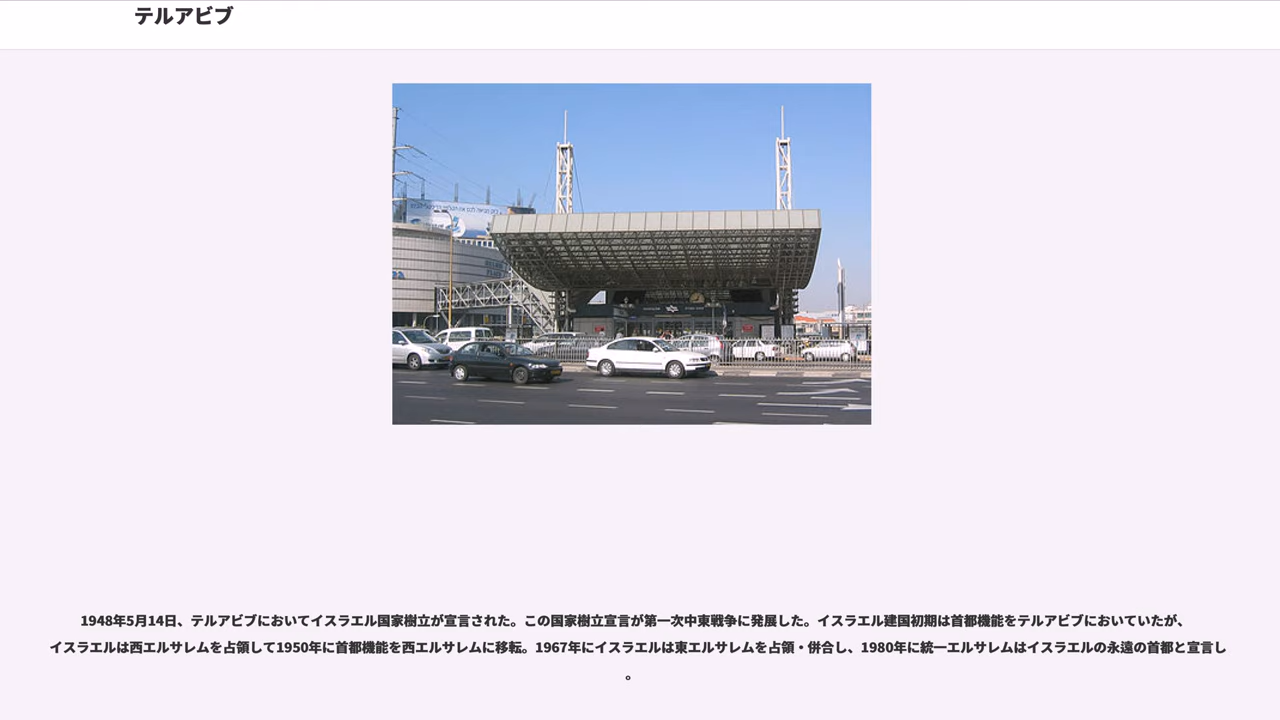 テルアビブ
1948年5月14日、テルアビブにおいてイスラエル国家樹立が宣言された。この国家樹立宣言が第一次中東戦争に発展した。イスラエル建国初期は首都機能をテルアビブにおいていたが、
イスラエルは西エルサレムを占領して1950年に首都機能を西エルサレムに移転。1967年にイスラエルは東エルサレムを占領・併合し、1980年に統一エルサレムはイスラエルの永遠の首都と宣言し
。